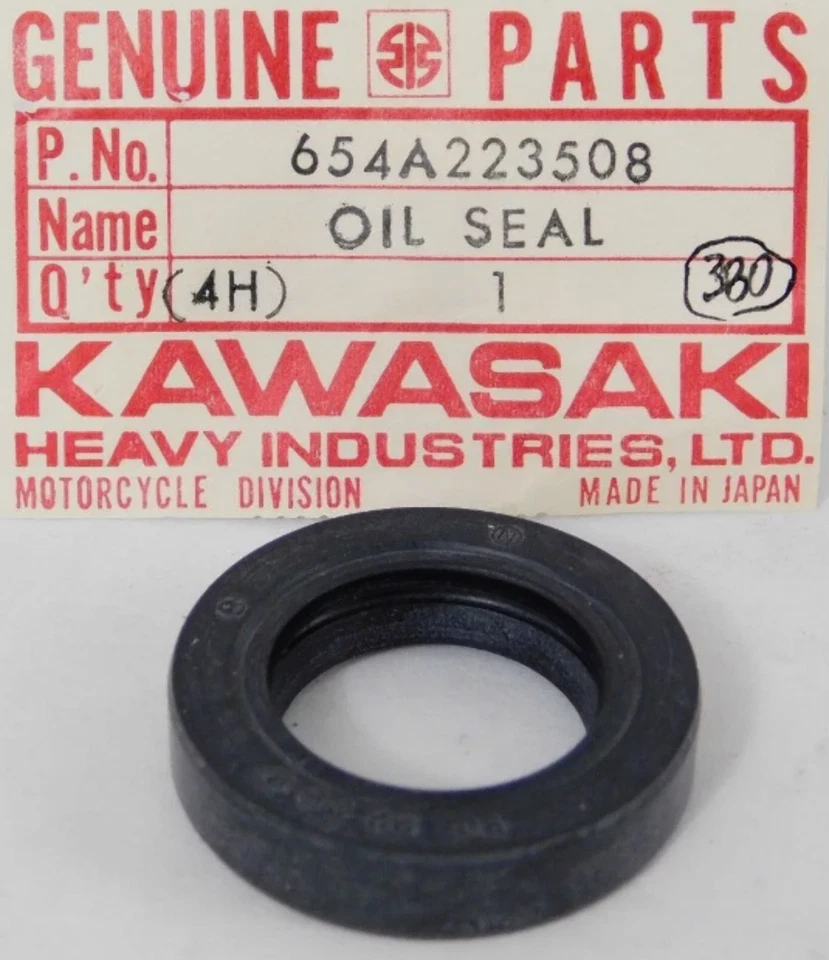 GENUINE PARTS
P. No. 654A223508
Name OIL SEAL
Q'ty (4H) 1 380
KAWASAKI
HEAVY INDUSTRIES, LTD.
MOTORCYCLE DIVISION MADE IN JAPAN